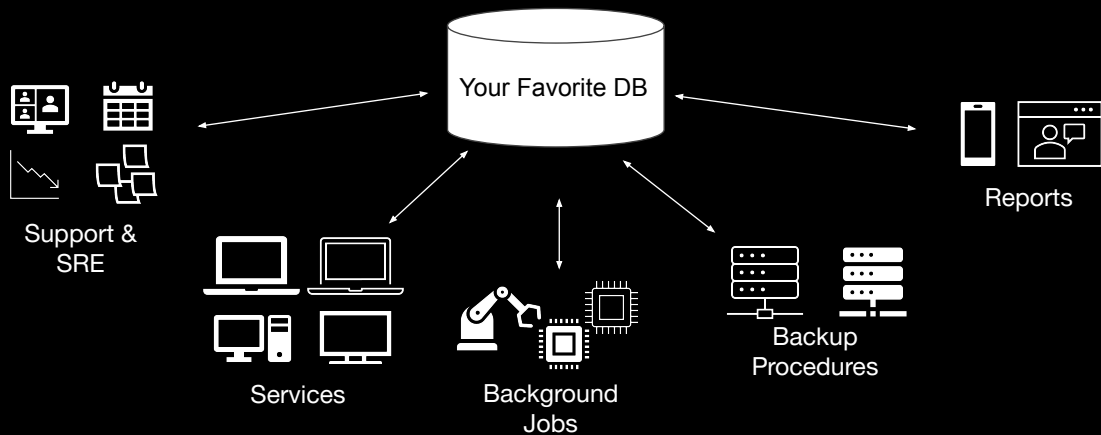 Your Favorite DB
Support &
SRE
Services
Background
Jobs
Backup
Procedures
Reports